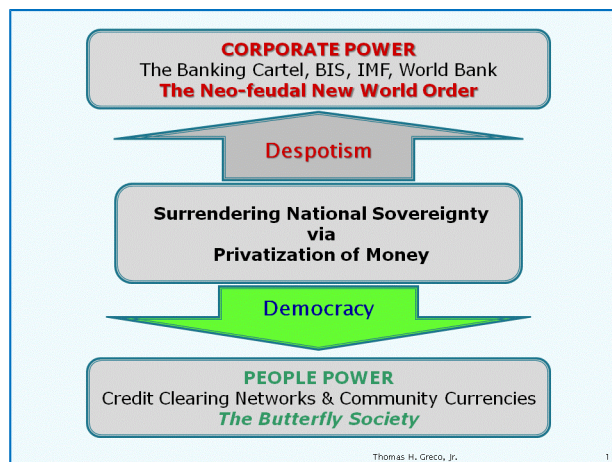 CORPORATE POWER
The Banking Cartel, BIS, IMF, World Bank
The Neo-feudal New World Order
Despotism
Surrendering National Sovereignty
via
Privatization of Money
Democracy
PEOPLE POWER
Credit Clearing Networks & Community Currencies
The Butterfly Society
Thomas H. Greco, Jr.
1